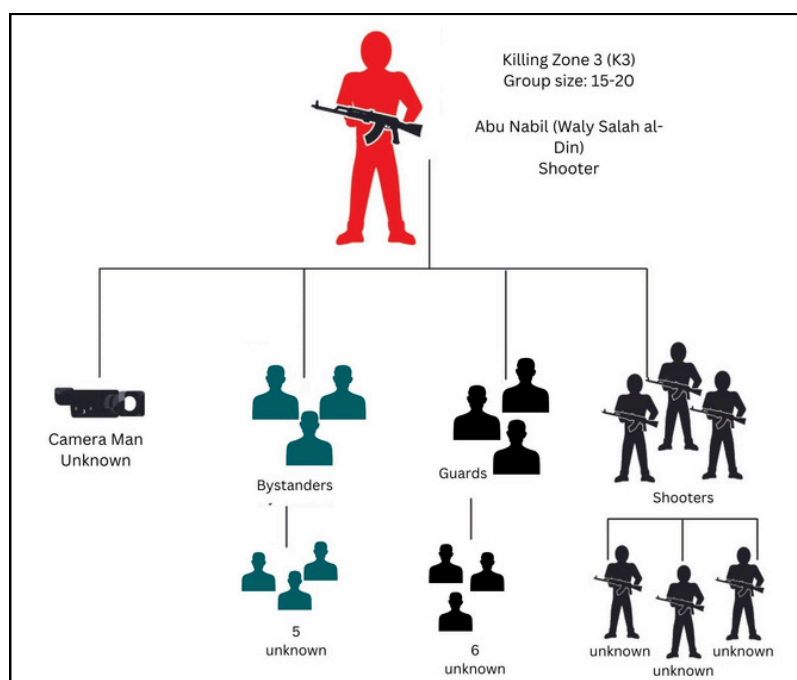 Killing Zone 3 (K3)
Group size: 15-20
Abu Nabil (Waly Salah al-
Din)
Shooter
Camera Man
Unknown
Bystanders
Guards
Shooters
5
unknown
6
unknown
unknown
unknown
unknown